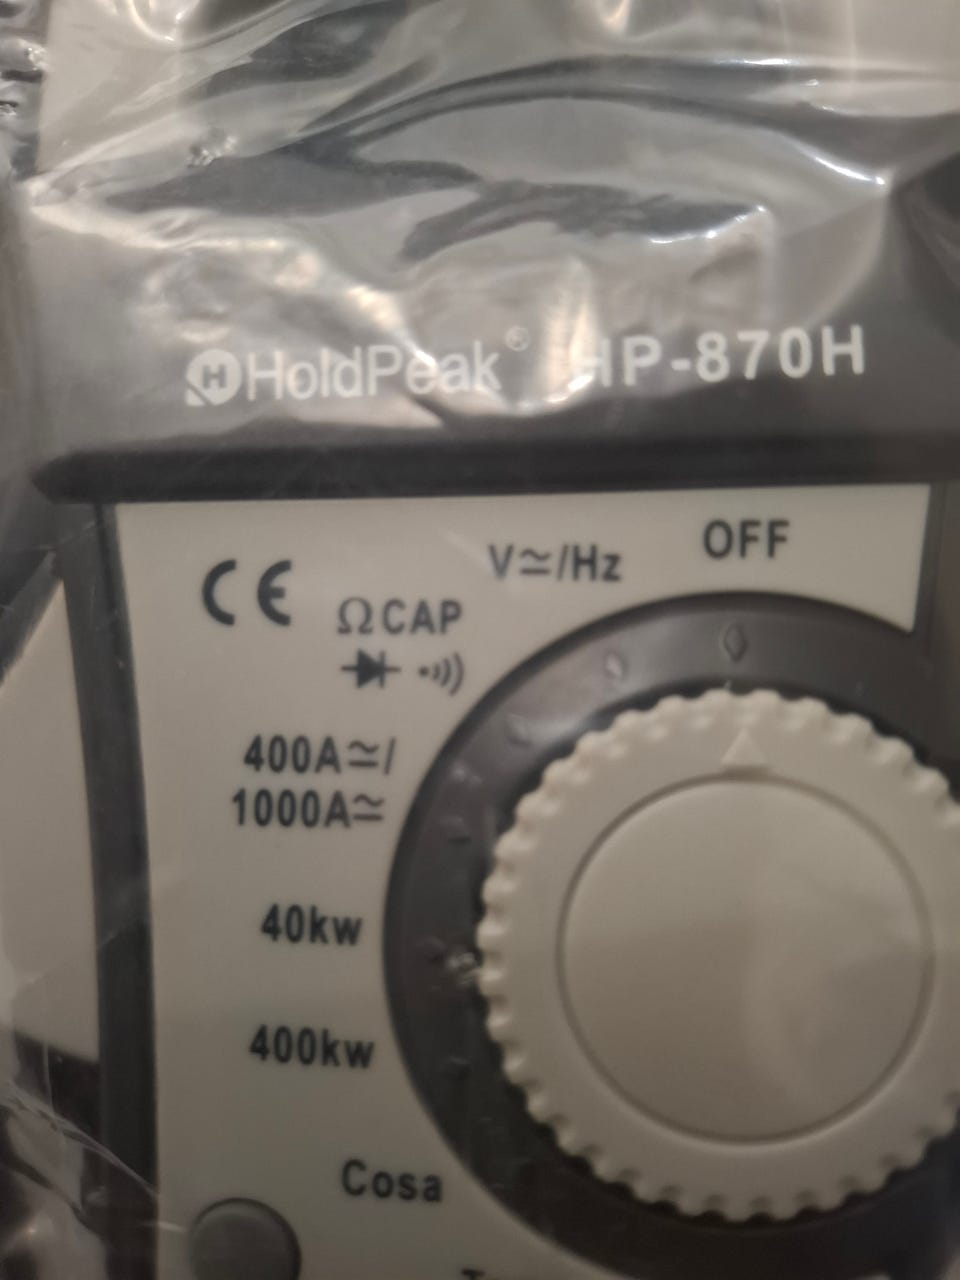 HoldPeak® HP-870H
OFF
V≃/Hz
CE
ΩCAP
400A≃/
1000A≃
40kw
400kw
Cosa